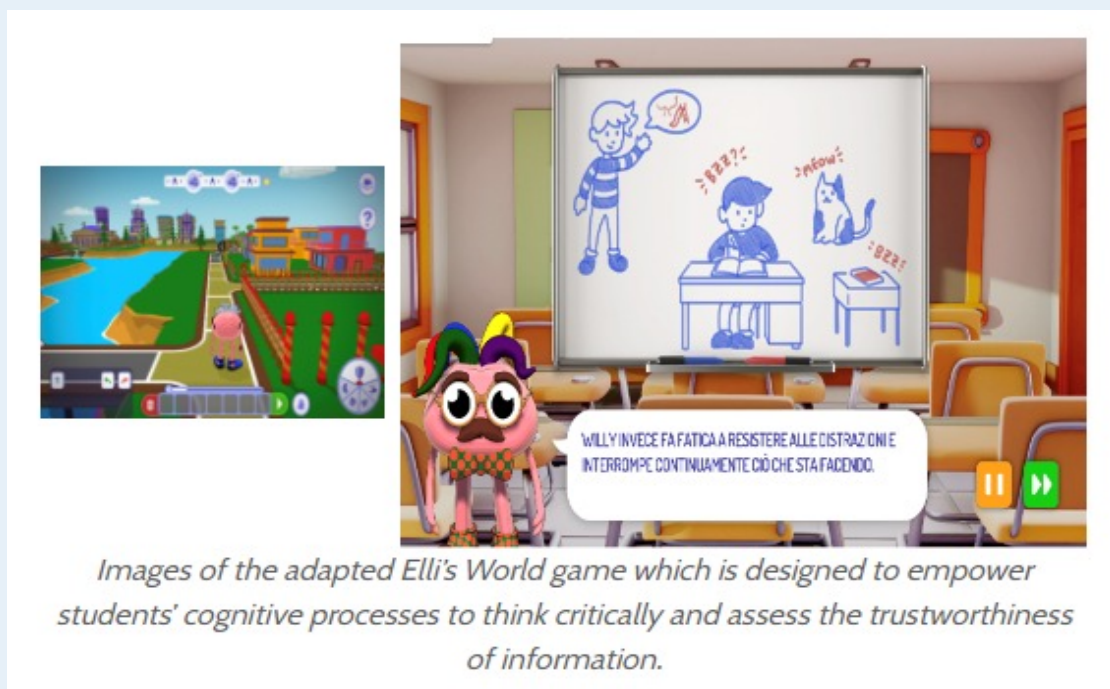 BZZ?
MEOW
BZZ!
WILLY INVECE FA FATICA A RESISTERE ALLE DISTRAZIONI E
INTERROMPE CONTINUAMENTE CIÒ CHE STA FACENDO.
Images of the adapted Elli's World game which is designed to empower
students' cognitive processes to think critically and assess the trustworthiness
of information.